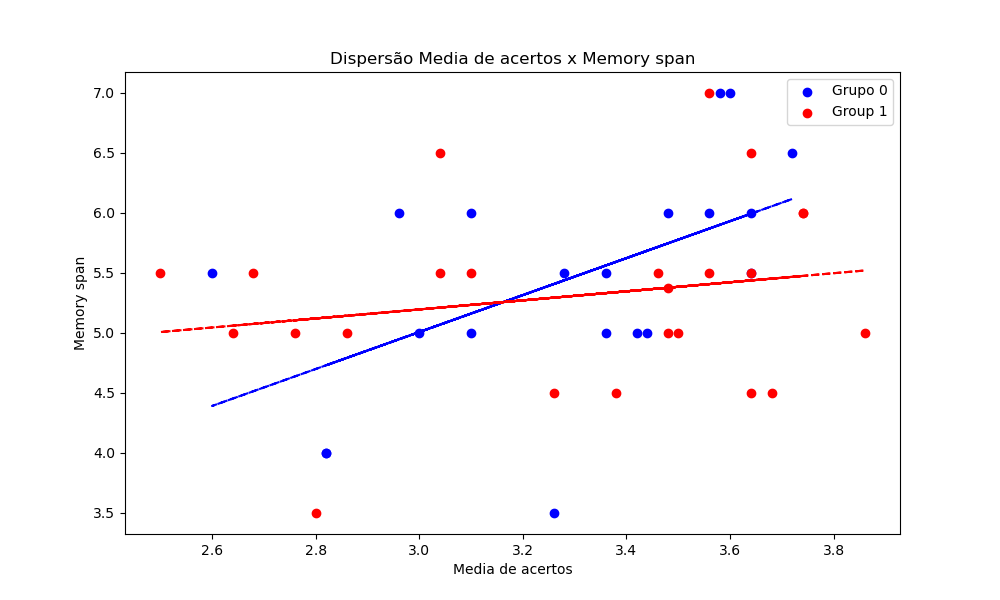 Dispersão Media de acertos x Memory span
Grupo 0
Group 1
7.0
6.5
6.0
5.5
5.0
4.5
4.0
3.5
Memory span
2.6 2.8 3.0 3.2 3.4 3.6 3.8
Media de acertos